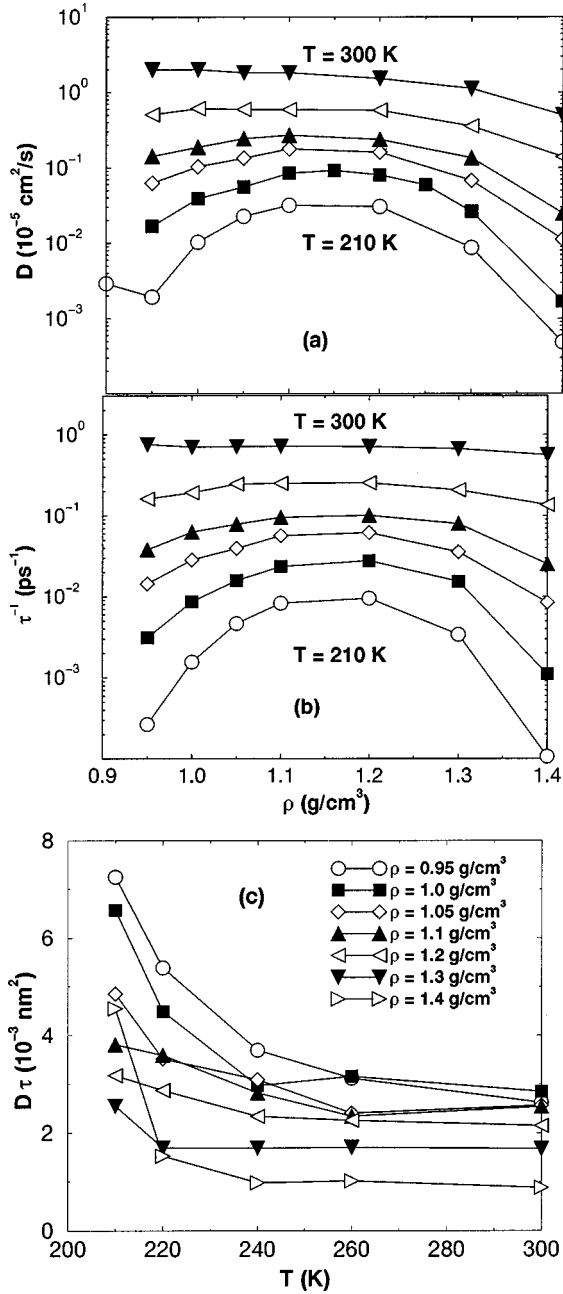 10¹
10⁰
10⁻¹
10⁻²
10⁻³
D (10⁻⁵ cm²/s)
T = 300 K
T = 210 K
(a)
10⁰
10⁻¹
10⁻²
10⁻³
τ⁻¹ (ps⁻¹)
T = 300 K
T = 210 K
(b)
0.9 1.0 1.1 1.2 1.3 1.4
ρ (g/cm³)
8
6
4
2
0
D τ (10⁻³ nm²)
(c)
ρ = 0.95 g/cm³
ρ = 1.0 g/cm³
ρ = 1.05 g/cm³
ρ = 1.1 g/cm³
ρ = 1.2 g/cm³
ρ = 1.3 g/cm³
ρ = 1.4 g/cm³
200 220 240 260 280 300
T (K)